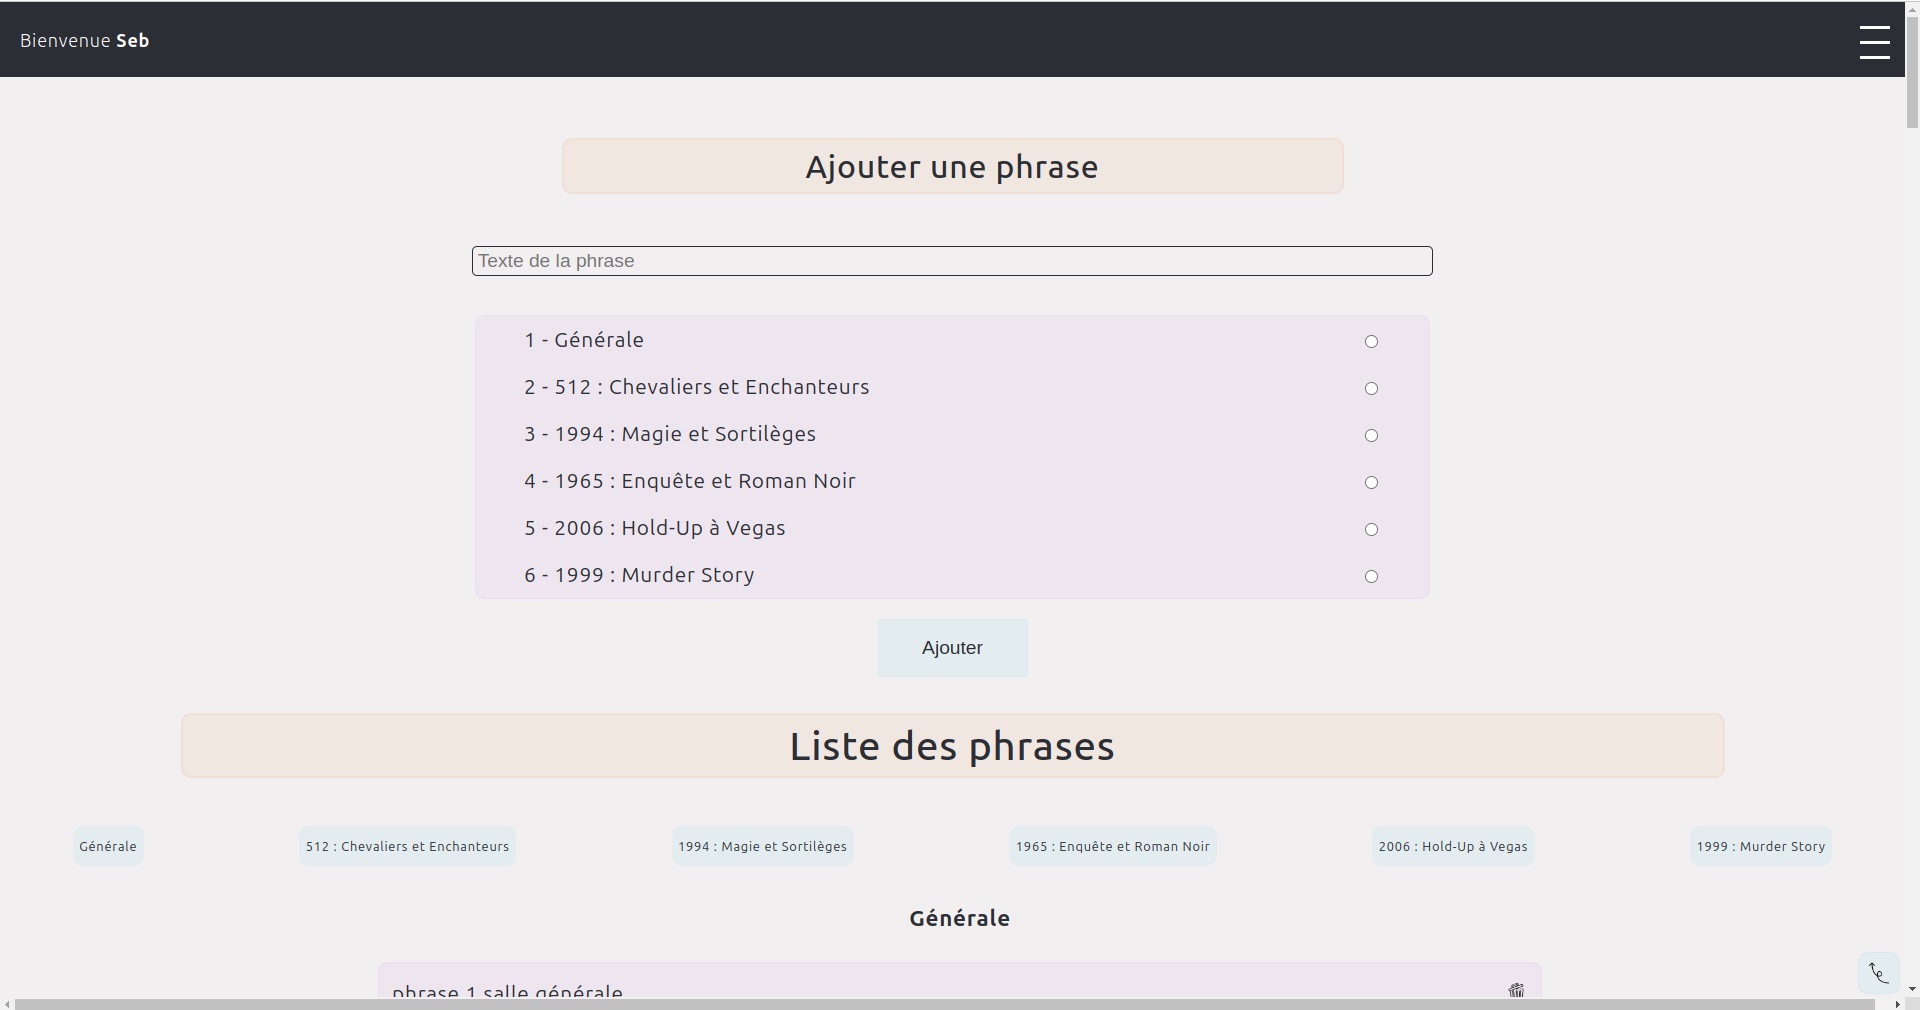 Bienvenue Seb
Ajouter une phrase
Texte de la phrase
1 - Générale
2 - 512 : Chevaliers et Enchanteurs
3 - 1994 : Magie et Sortilèges
4 - 1965 : Enquête et Roman Noir
5 - 2006 : Hold-Up à Vegas
6 - 1999 : Murder Story
Ajouter
Liste des phrases
Générale
512 : Chevaliers et Enchanteurs
1994 : Magie et Sortilèges
1965 : Enquête et Roman Noir
2006 : Hold-Up à Vegas
1999 : Murder Story
Générale
phrase 1 salle générale